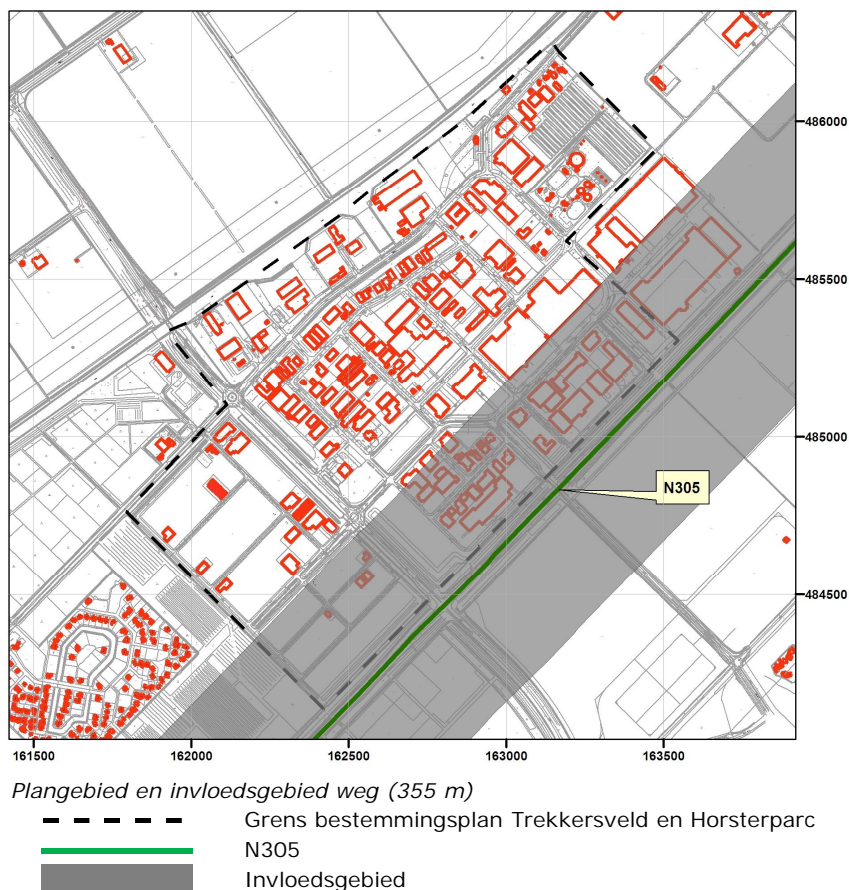 486000
485500
485000
N305
484500
161500 162000 162500 163000 163500
Plangebied en invloedsgebied weg (355 m)
Grens bestemmingsplan Trekkersveld en Horsterparc
N305
Invloedsgebied